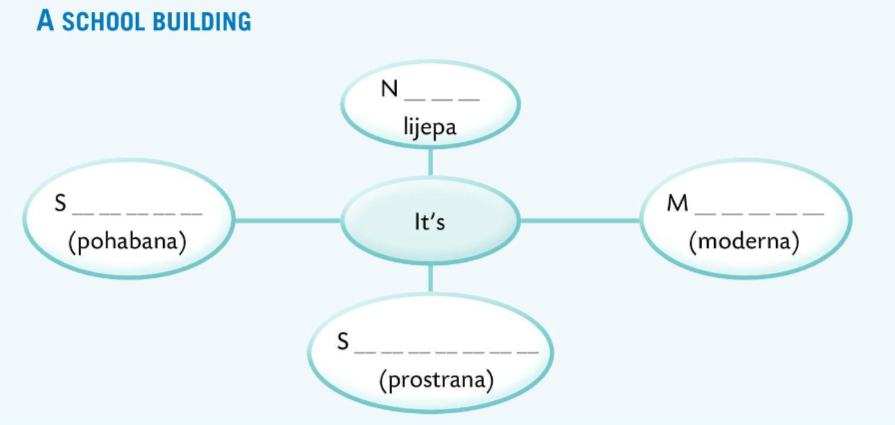 A SCHOOL BUILDING
N _ _ _
lijepa
S _ _ _ _ _
(pohabana)
It's
M _ _ _ _ _
(moderna)
S _ _ _ _ _ _ _
(prostrana)